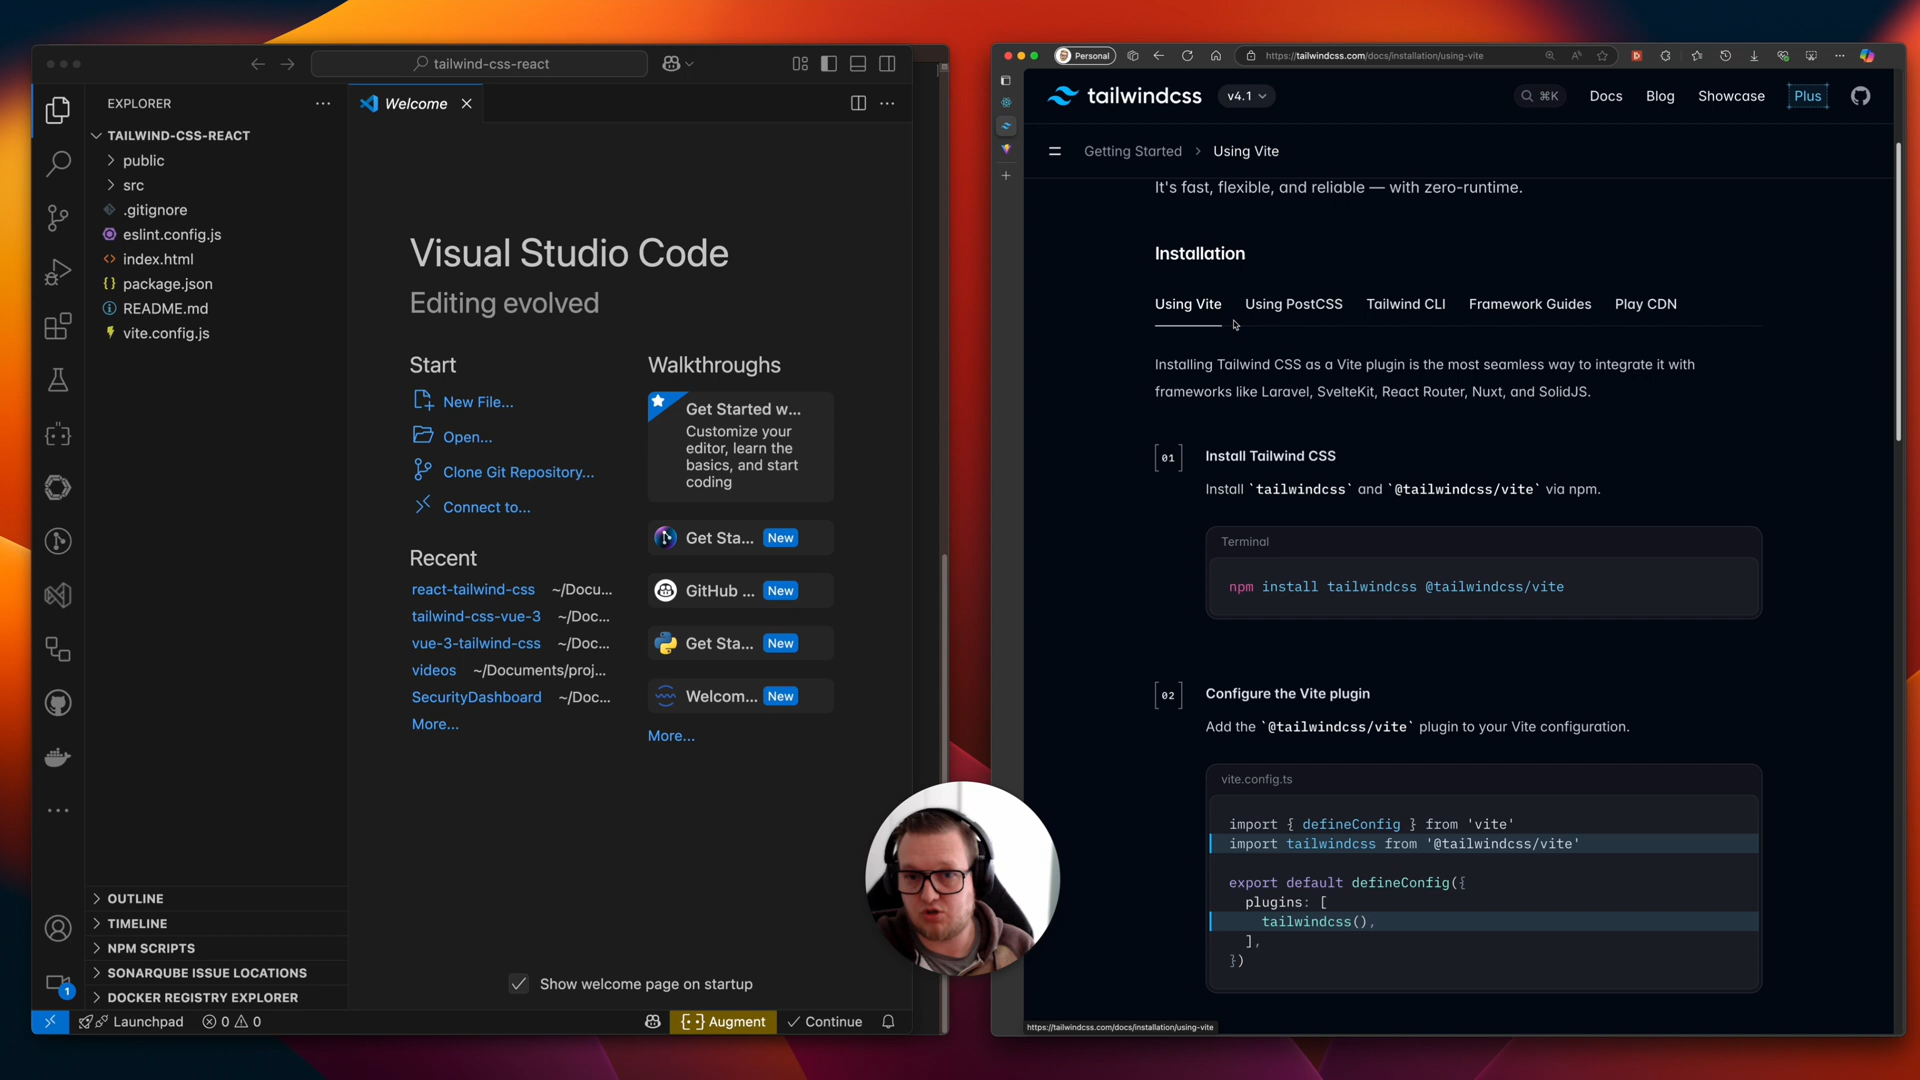 tailwind-css-react
EXPLORER
TAILWIND-CSS-REACT
public
src
.gitignore
eslint.config.js
index.html
package.json
README.md
vite.config.js
OUTLINE
TIMELINE
NPM SCRIPTS
SONARQUBE ISSUE LOCATIONS
DOCKER REGISTRY EXPLORER
1
Launchpad
0
0
Augment
Continue
Welcome
Visual Studio Code
Editing evolved
Start
New File...
Open...
Clone Git Repository...
Connect to...
Recent
react-tailwind-css ~/Docu...
tailwind-css-vue-3 ~/Doc...
vue-3-tailwind-css ~/Doc...
videos ~/Documents/proj...
SecurityDashboard ~/Doc...
More...
Walkthroughs
Get Started w...
Customize your
editor, learn the
basics, and start
coding
Get Sta... New
GitHub ... New
Get Sta... New
Welcom... New
More...
Show welcome page on startup
Personal
https://tailwindcss.com/docs/installation/using-vite
tailwindcss
v4.1
⌘K
Docs
Blog
Showcase
Plus
Getting Started
Using Vite
It's fast, flexible, and reliable — with zero-runtime.
Installation
Using Vite
Using PostCSS
Tailwind CLI
Framework Guides
Play CDN
Installing Tailwind CSS as a Vite plugin is the most seamless way to integrate it with
frameworks like Laravel, SvelteKit, React Router, Nuxt, and SolidJS.
01
Install Tailwind CSS
Install `tailwindcss` and `@tailwindcss/vite` via npm.
Terminal
npm install tailwindcss @tailwindcss/vite
02
Configure the Vite plugin
Add the `@tailwindcss/vite` plugin to your Vite configuration.
vite.config.ts
import { defineConfig } from 'vite'
import tailwindcss from '@tailwindcss/vite'
export default defineConfig({
plugins: [
tailwindcss(),
],
})
https://tailwindcss.com/docs/installation/using-vite